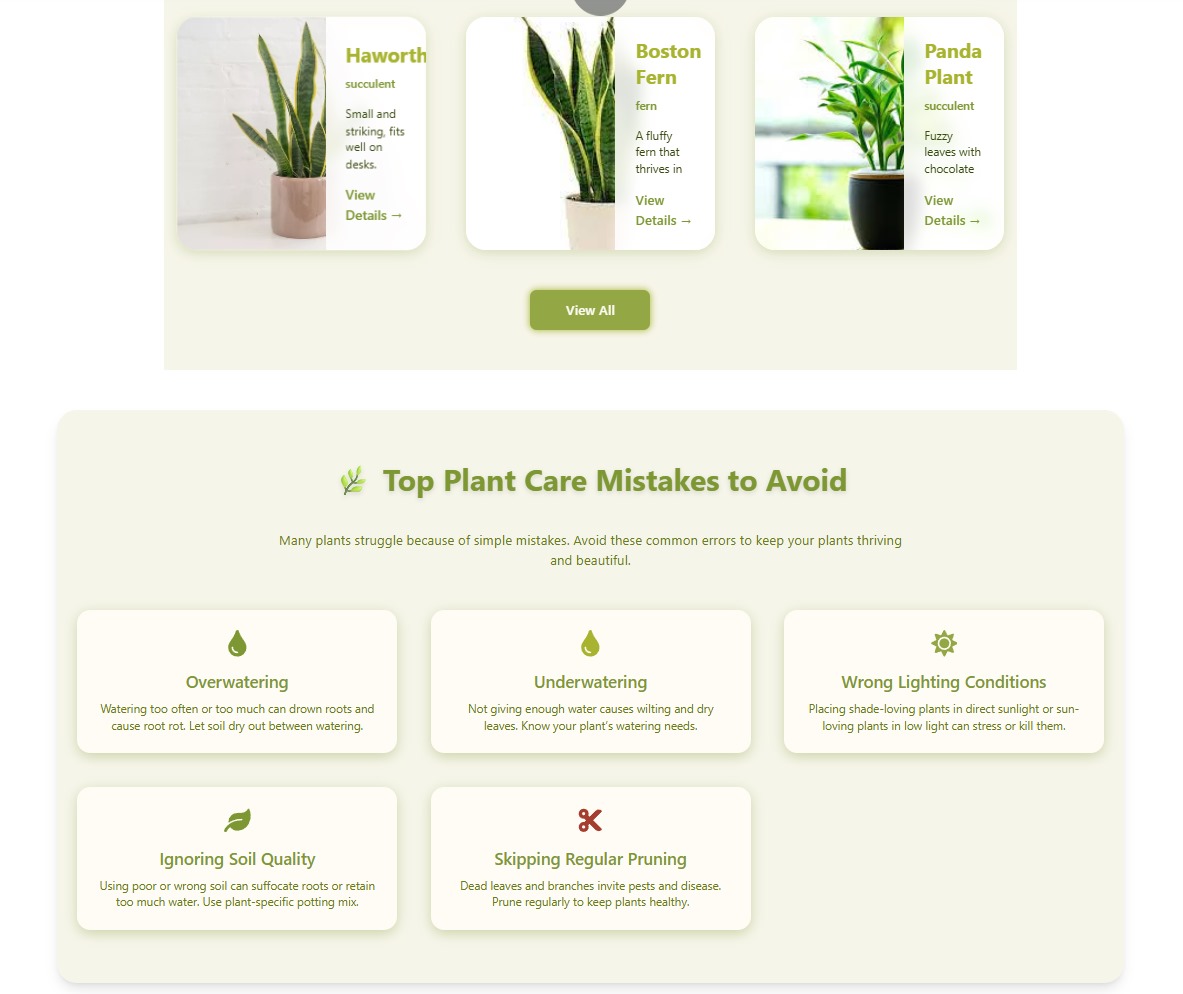 Haworth
succulent
Small and
striking, fits
well on
desks.
View
Details →
Boston
Fern
fern
A fluffy
fern that
thrives in
View
Details →
Panda
Plant
succulent
Fuzzy
leaves with
chocolate
View
Details →
View All
Top Plant Care Mistakes to Avoid
Many plants struggle because of simple mistakes. Avoid these common errors to keep your plants thriving
and beautiful.
Overwatering
Watering too often or too much can drown roots and
cause root rot. Let soil dry out between watering.
Underwatering
Not giving enough water causes wilting and dry
leaves. Know your plant's watering needs.
Wrong Lighting Conditions
Placing shade-loving plants in direct sunlight or sun-
loving plants in low light can stress or kill them.
Ignoring Soil Quality
Using poor or wrong soil can suffocate roots or retain
too much water. Use plant-specific potting mix.
Skipping Regular Pruning
Dead leaves and branches invite pests and disease.
Prune regularly to keep plants healthy.